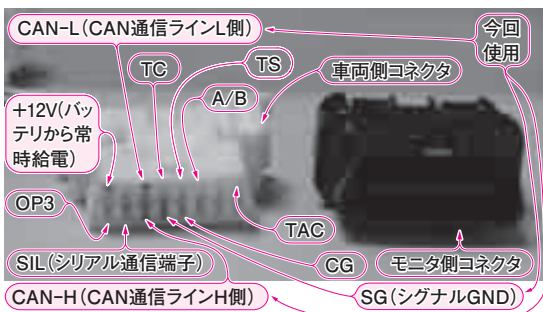 CAN-L(CAN通信ラインL側)
今回
使用
TC
TS
車両側コネクタ
A/B
+12V(バッ
テリから常
時給電)
OP3
TAC
SIL(シリアル通信端子)
CG
モニタ側コネクタ
CAN-H(CAN通信ラインH側)
SG(シグナルGND)